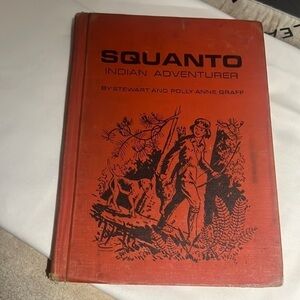 SQUANTO
INDIAN ADVENTURER
BY STEWART AND POLLY ANNE GRAFF